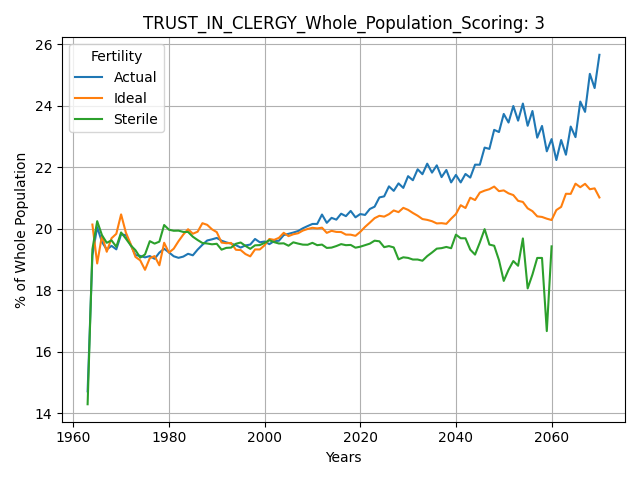 TRUST_IN_CLERGY_Whole_Population_Scoring: 3
Fertility
Actual
Ideal
Sterile
26
24
22
20
18
16
14
% of Whole Population
1960
1980
2000
2020
2040
2060
Years